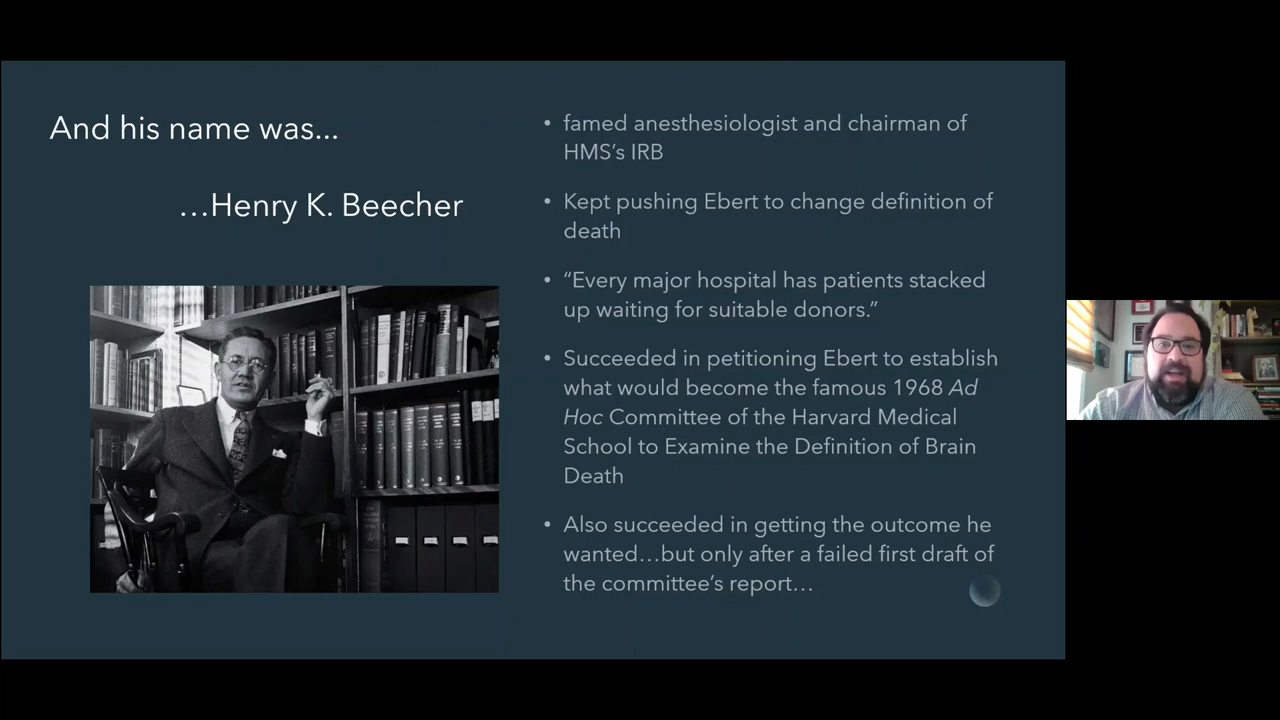 And his name was...
...Henry K. Beecher
• famed anesthesiologist and chairman of
HMS's IRB
• Kept pushing Ebert to change definition of
death
• “Every major hospital has patients stacked
up waiting for suitable donors.”
• Succeeded in petitioning Ebert to establish
what would become the famous 1968 Ad
Hoc Committee of the Harvard Medical
School to Examine the Definition of Brain
Death
• Also succeeded in getting the outcome he
wanted...but only after a failed first draft of
the committee's report...